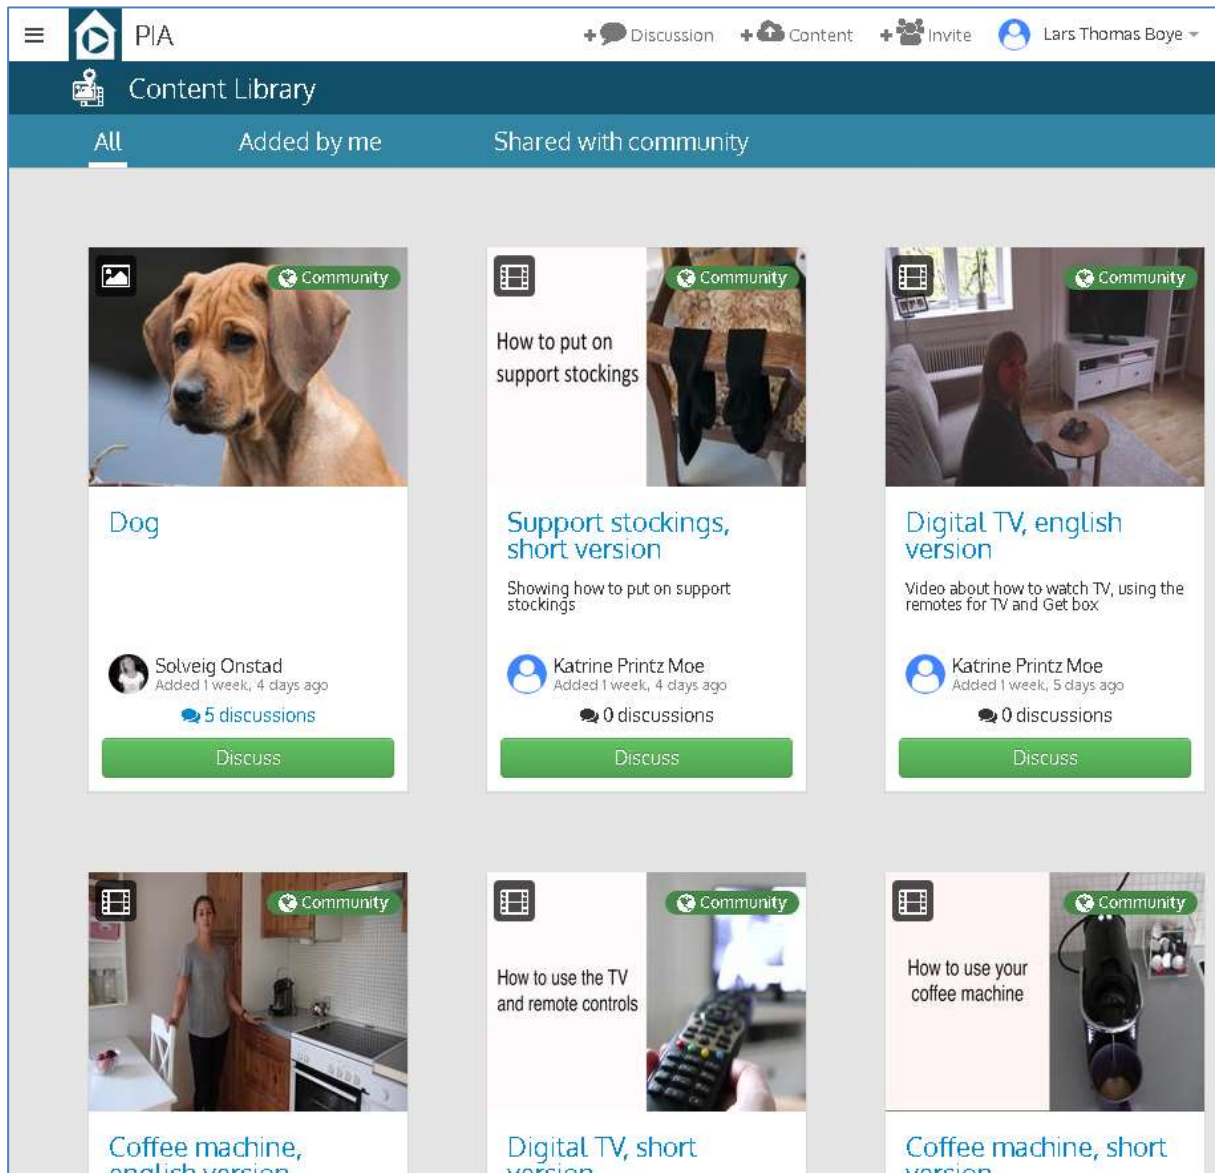 PIA
Discussion
Content
Invite
Lars Thomas Boye
Content Library
All
Added by me
Shared with community
Community
Dog
Solveig Onstad
Added 1 week, 4 days ago
5 discussions
Discuss
Community
How to put on
support stockings
Support stockings,
short version
Showing how to put on support
stockings
Katrine Printz Moe
Added 1 week, 4 days ago
0 discussions
Discuss
Community
Digital TV, english
version
Video about how to watch TV, using the
remotes for TV and Get box
Katrine Printz Moe
Added 1 week, 5 days ago
0 discussions
Discuss
Community
Coffee machine,
english version
Community
How to use the TV
and remote controls
Digital TV, short
version
Community
How to use your
coffee machine
Coffee machine, short
version